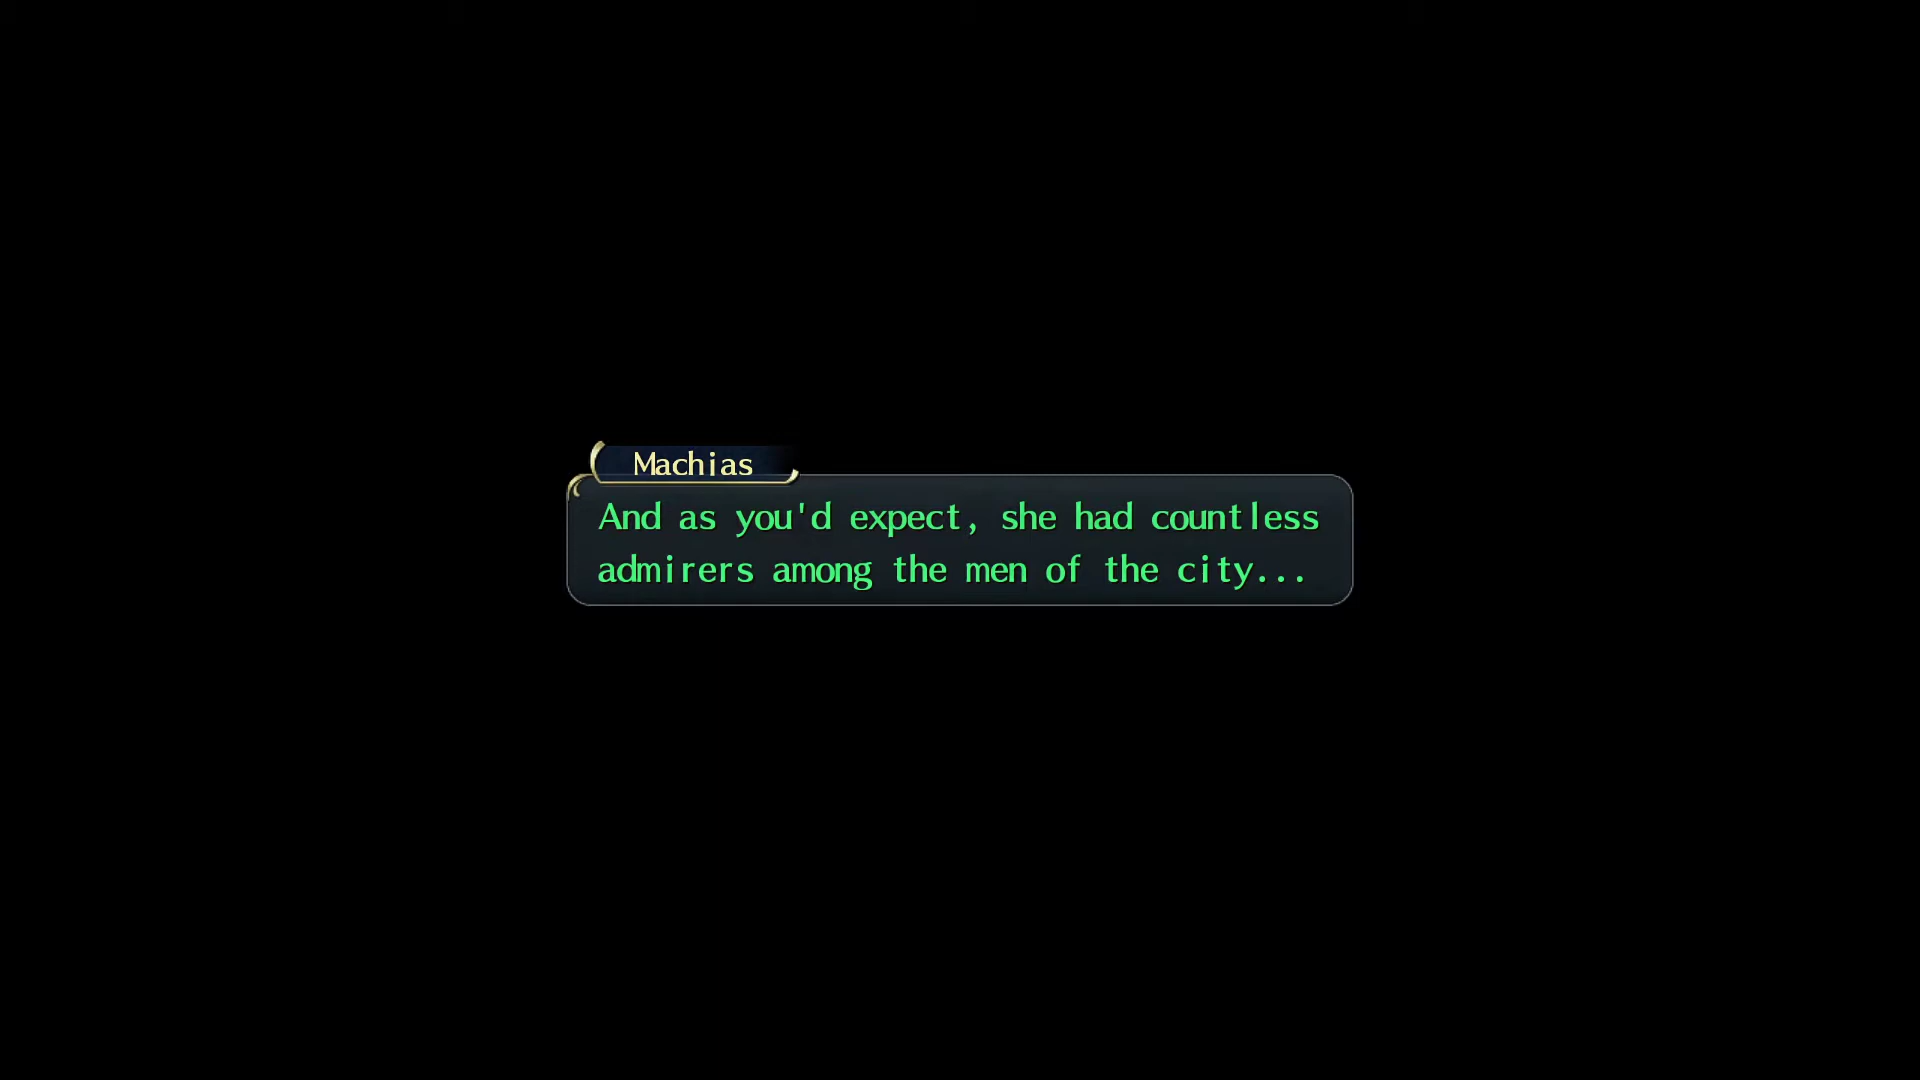 Machias
And as you'd expect, she had countless
admirers among the men of the city...